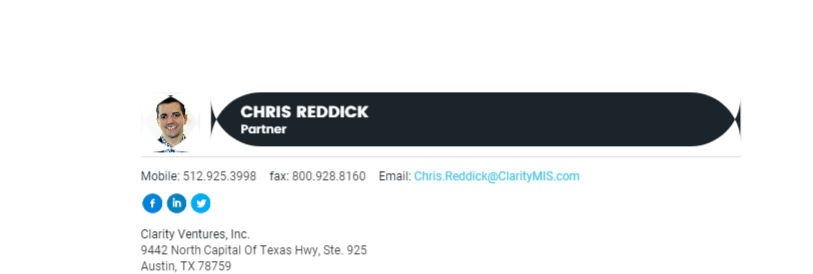 CHRIS REDDICK
Partner
Mobile: 512.925.3998 fax: 800.928.8160 Email: Chris.Reddick@ClarityMIS.com
f in
Clarity Ventures, Inc.
9442 North Capital Of Texas Hwy, Ste. 925
Austin, TX 78759